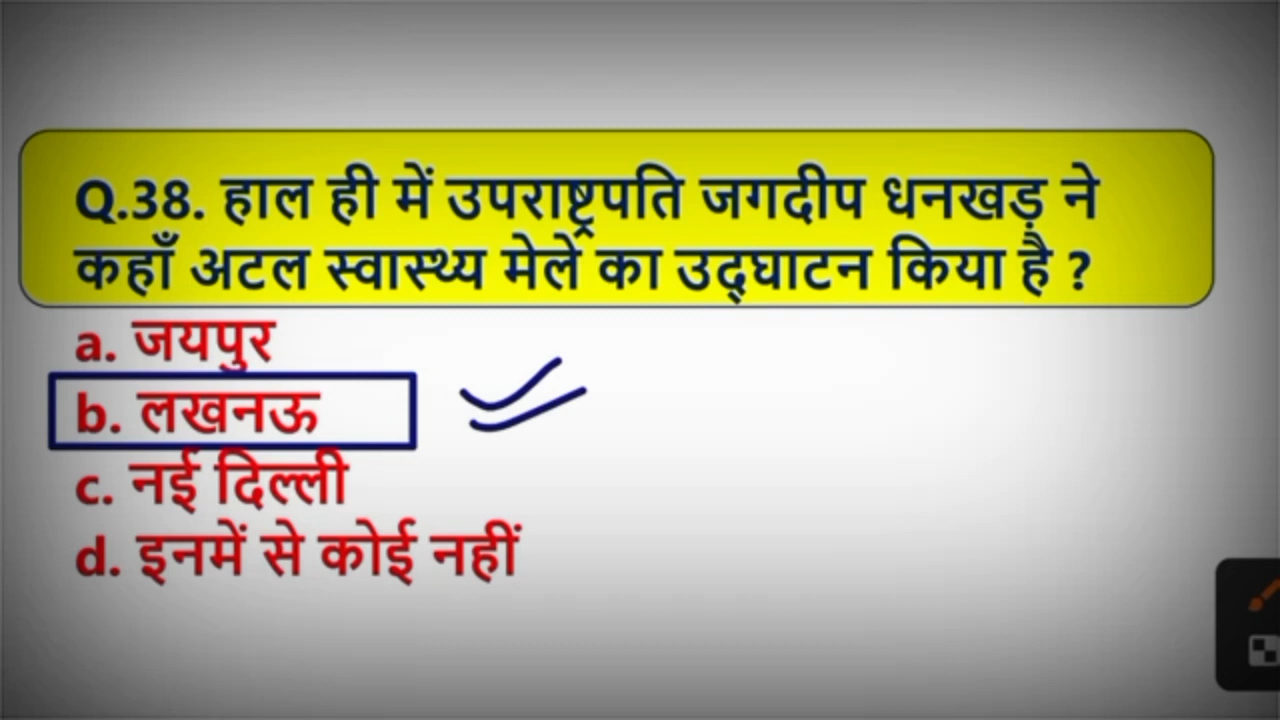 Q.38. हाल ही में उपराष्ट्रपति जगदीप धनखड़ ने
कहाँ अटल स्वास्थ्य मेले का उद्घाटन किया है ?
a. जयपुर
b. लखनऊ
c. नई दिल्ली
d. इनमें से कोई नहीं